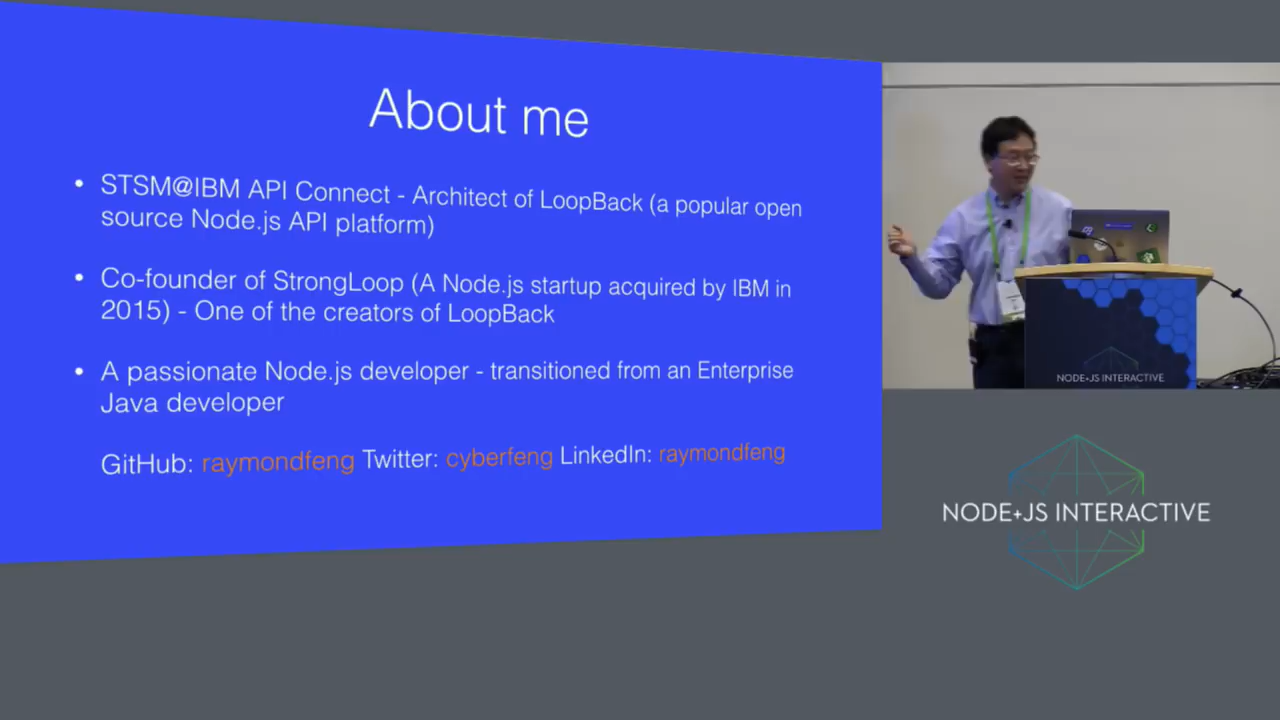 About me
• STSM@IBM API Connect - Architect of LoopBack (a popular open
source Node.js API platform)
• Co-founder of StrongLoop (A Node.js startup acquired by IBM in
2015) - One of the creators of LoopBack
• A passionate Node.js developer - transitioned from an Enterprise
Java developer
GitHub: raymondfeng Twitter: cyberfeng LinkedIn: raymondfeng
NODE+JS INTERACTIVE
NODE+JS INTERACTIVE